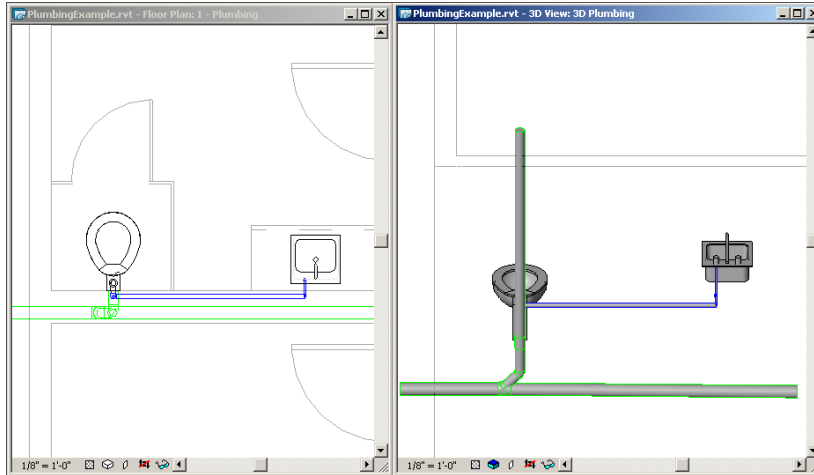 PlumbingExample.rvt - Floor Plan: 1 - Plumbing
PlumbingExample.rvt - 3D View: 3D Plumbing
1/8" = 1'-0"
1/8" = 1'-0"